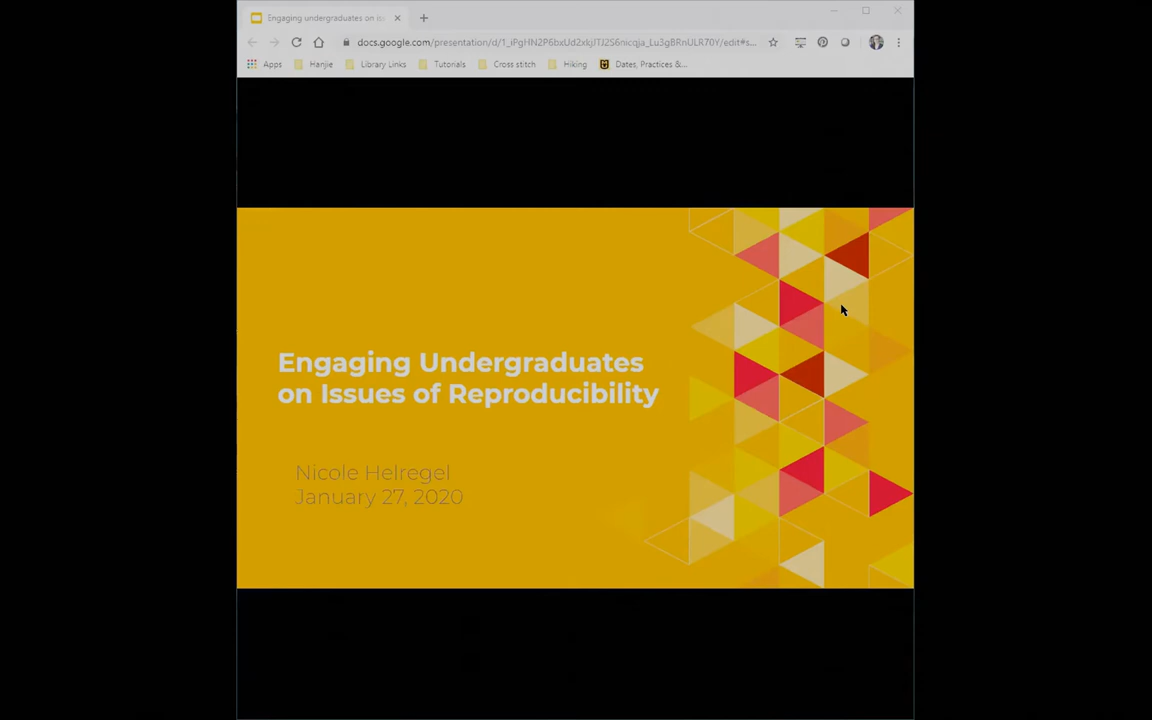 Engaging undergraduates on is
docs.google.com/presentation/d/1_iPgHN2P6bxUd2xkjITJ2S6nicqja_Lu3gBRnULR70Y/edit#s...
Apps Hanjie Library Links Tutorials Cross stitch Hiking Dates, Practices &...
Engaging Undergraduates
on Issues of Reproducibility
Nicole Helregel
January 27, 2020